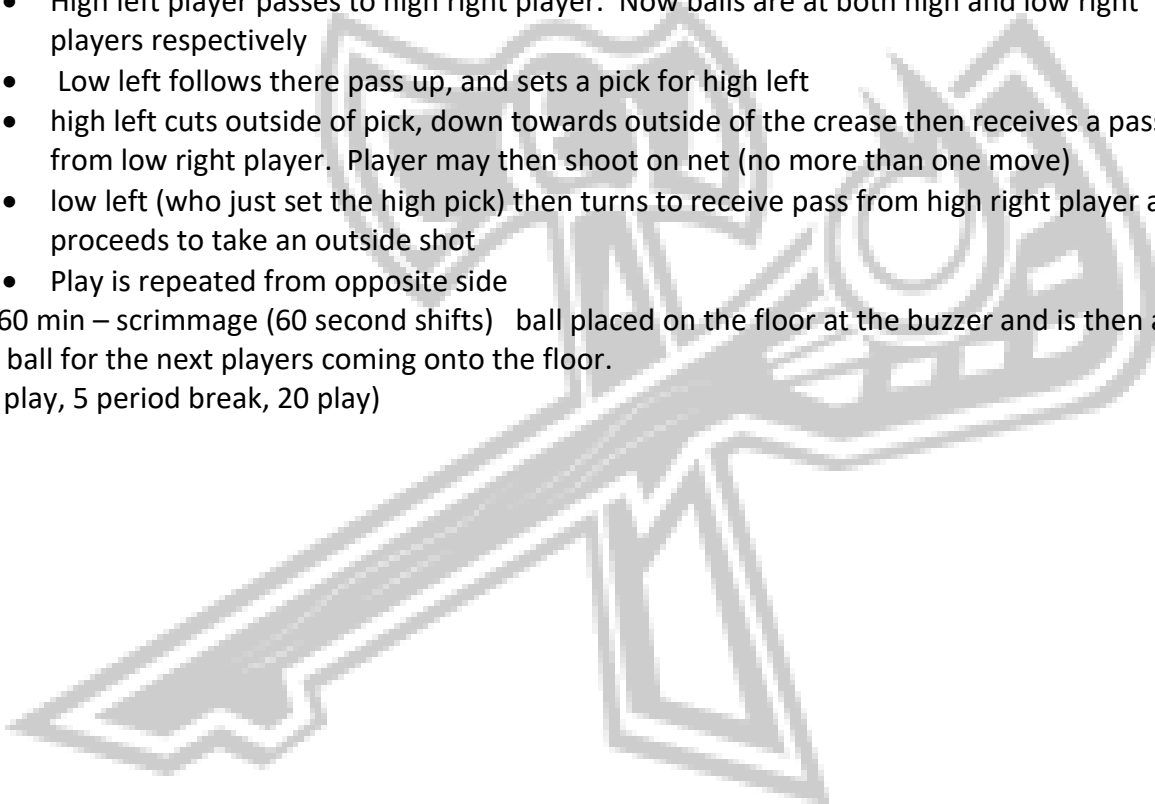 • High left player passes to high right player. Now balls are at both high and low right
players respectively
• Low left follows there pass up, and sets a pick for high left
• high left cuts outside of pick, down towards outside of the crease then receives a pas
from low right player. Player may then shoot on net (no more than one move)
• low left (who just set the high pick) then turns to receive pass from high right player a
proceeds to take an outside shot
• Play is repeated from opposite side
60 min – scrimmage (60 second shifts) ball placed on the floor at the buzzer and is then a
ball for the next players coming onto the floor.
play, 5 period break, 20 play)